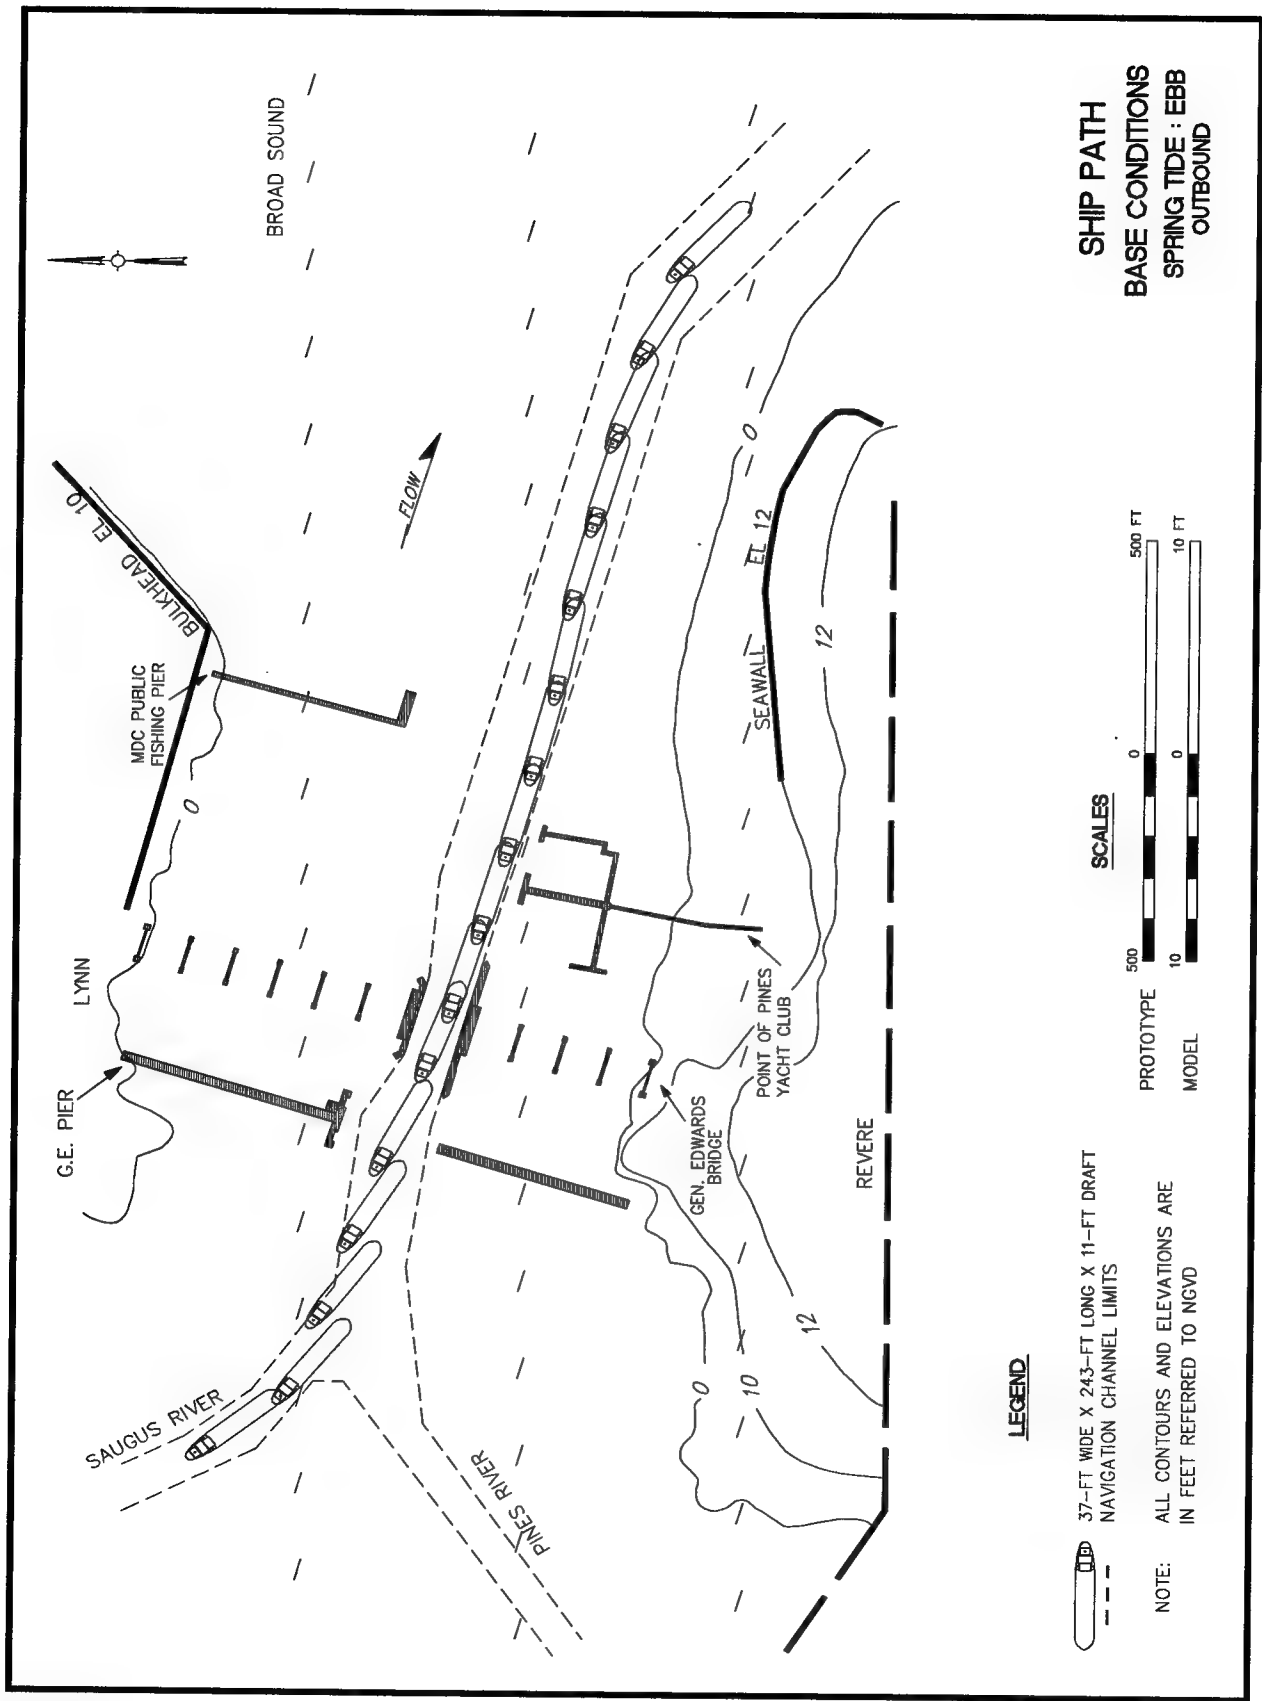 BROAD SOUND
BULKHEAD EL 10
MDC PUBLIC
FISHING PIER
FLOW
LYNN
0
G.E. PIER
SAUGUS RIVER
PINES RIVER
0
SEAWALL EL 12
12
POINT OF PINES
YACHT CLUB
GEN. EDWARDS
BRIDGE
REVERE
12
10
0
SHIP PATH
BASE CONDITIONS
SPRING TIDE : EBB
OUTBOUND
SCALES
PROTOTYPE 500 0 500 FT
MODEL 10 0 10 FT
LEGEND
37-FT WIDE X 243-FT LONG X 11-FT DRAFT
NAVIGATION CHANNEL LIMITS
NOTE: ALL CONTOURS AND ELEVATIONS ARE
IN FEET REFERRED TO NGVD